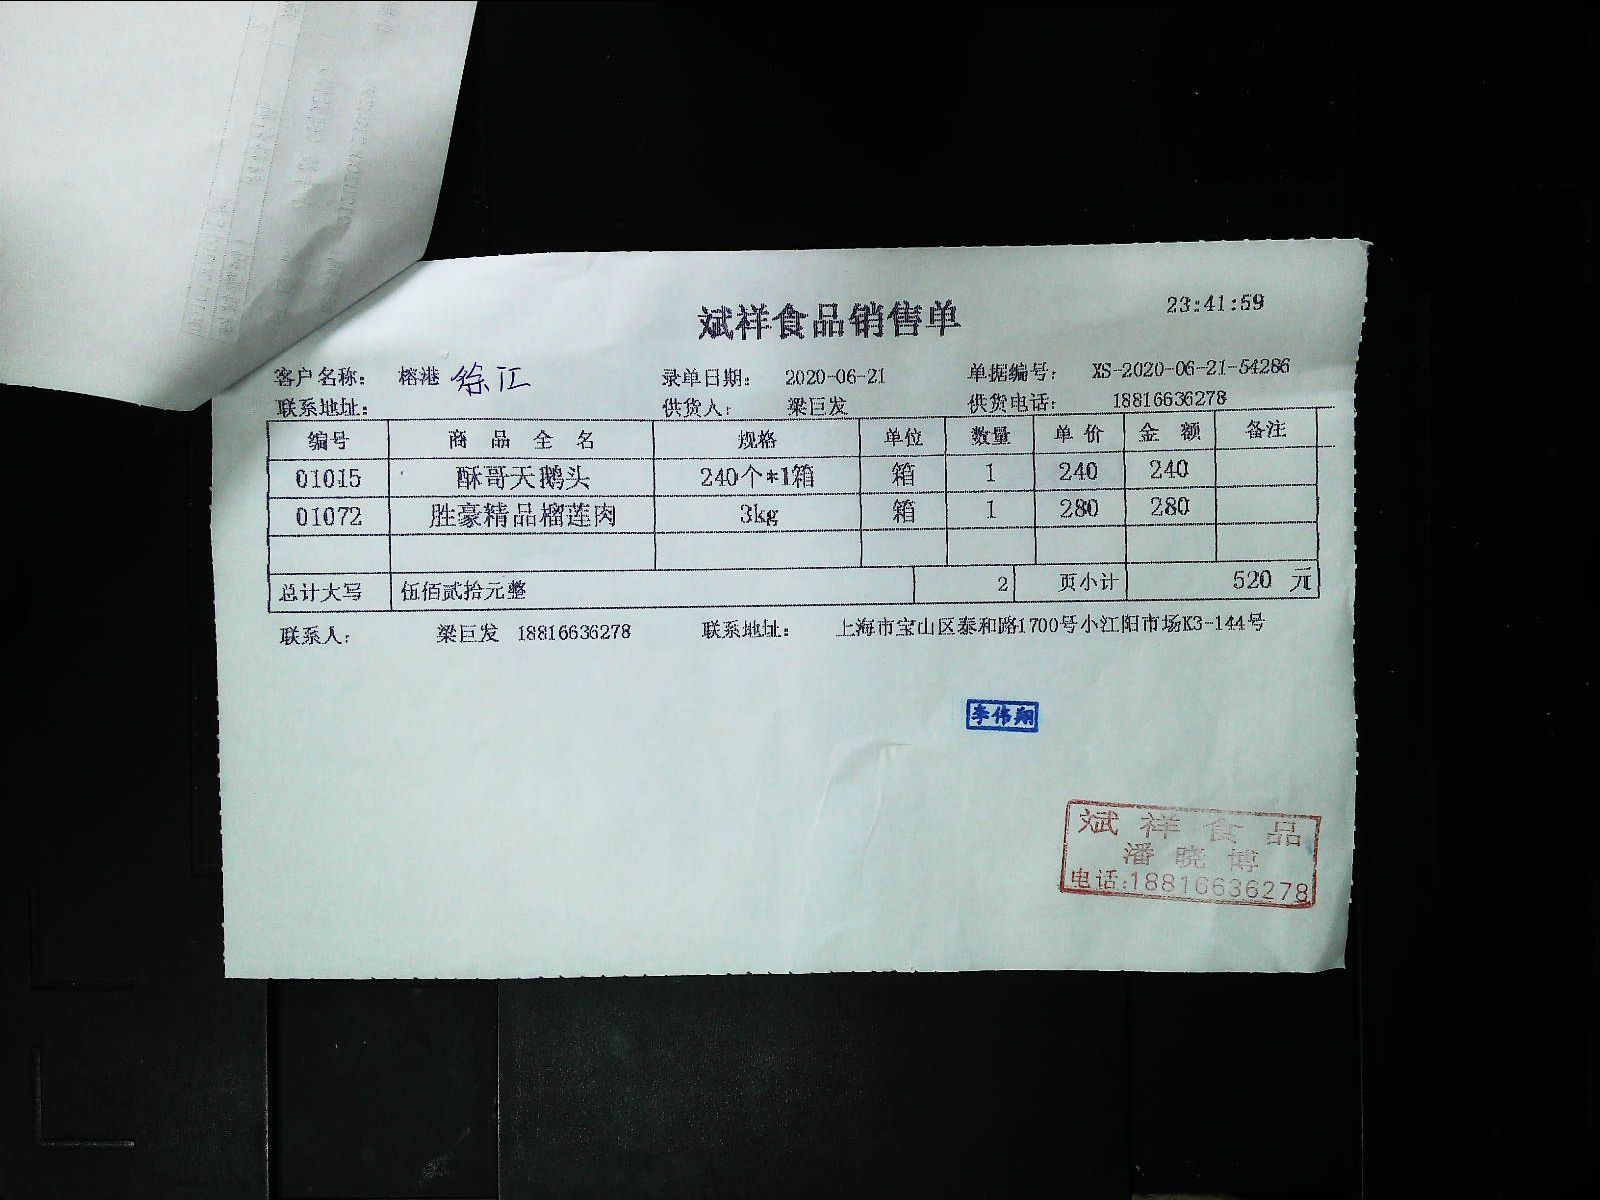 斌祥食品销售单 23:41:59
客户名称： 榕港 徐汇 录单日期： 2020-06-21 单据编号： XS-2020-06-21-54286
联系地址： 供货人： 梁巨发 供货电话： 18816636278
编号 商品全名 规格 单位 数量 单价 金额 备注
01015 酥哥天鹅头 240个*1箱 箱 1 240 240
01072 胜豪精品榴莲肉 3kg 箱 1 280 280
总计大写 伍佰贰拾元整 2 页小计 520 元
联系人： 梁巨发 18816636278 联系地址： 上海市宝山区泰和路1700号小江阳市场K3-144号
李伟翔
斌祥食品
潘晓博
电话:18816636278